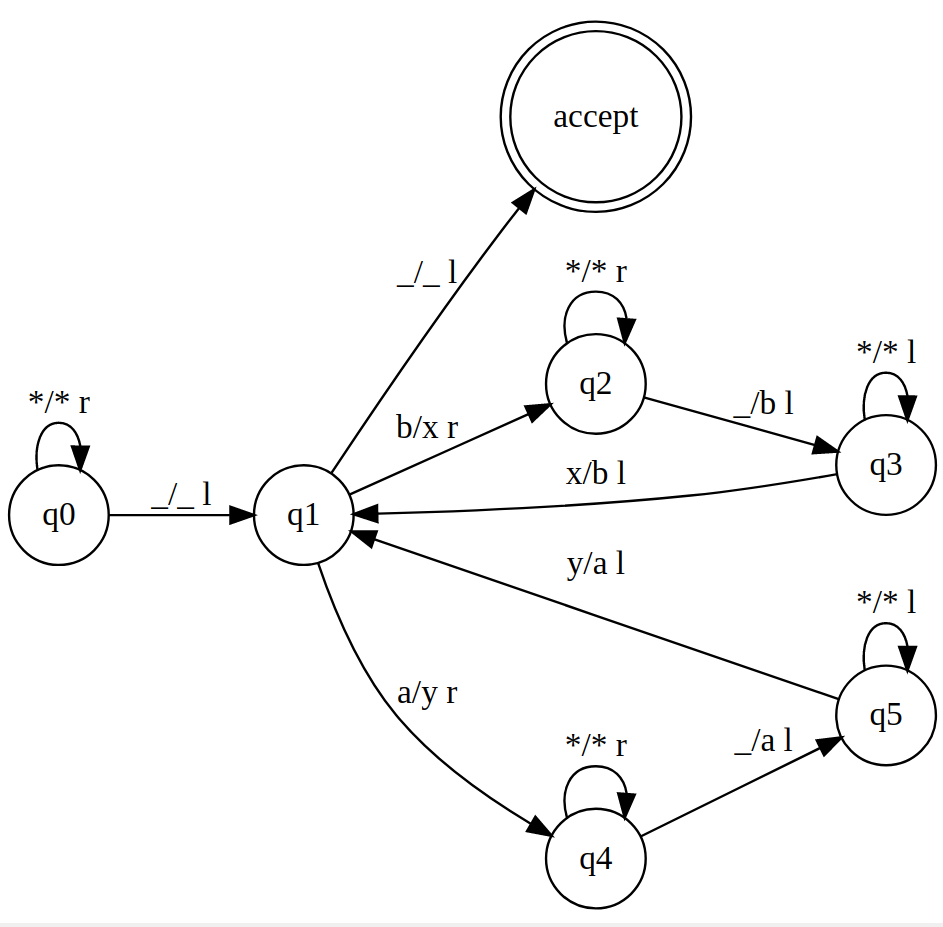 accept
_/_ l
*/* r
*/* l
q2
_/b l
*/* r
b/x r
q3
x/b l
_/_ l
q0
q1
y/a l
*/* l
a/y r
q5
*/* r
_/a l
q4